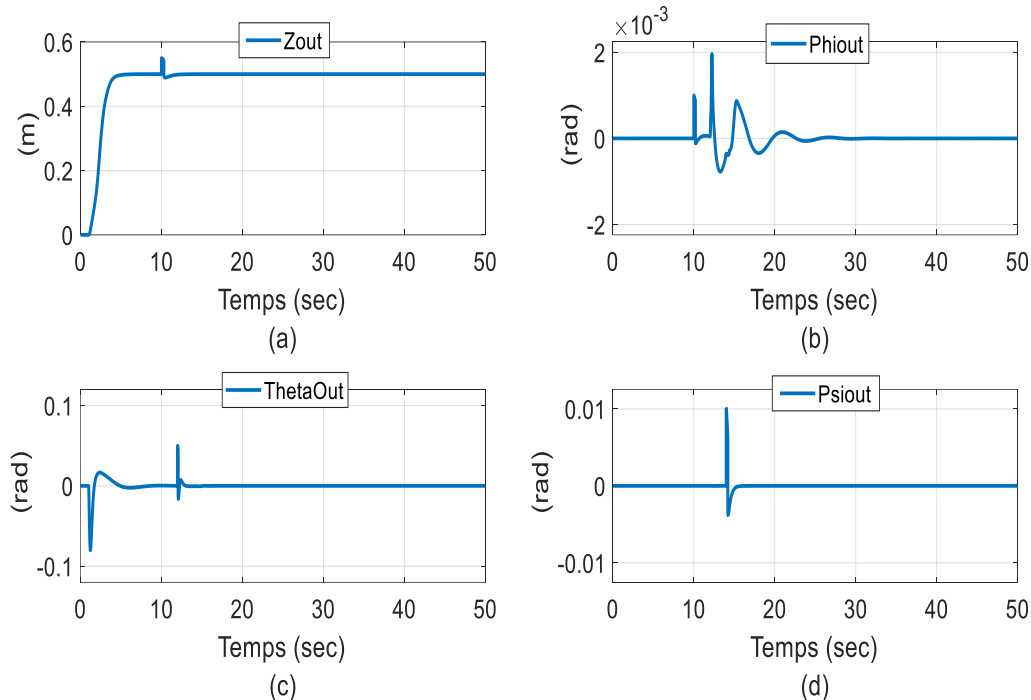 Zout
0.6
0.4
0.2
0
(m)
0 10 20 30 40 50
Temps (sec)
(a)
×10⁻³
Phiout
2
0
-2
(rad)
0 10 20 30 40 50
Temps (sec)
(b)
ThetaOut
0.1
0
-0.1
(rad)
0 10 20 30 40 50
Temps (sec)
(c)
Psiout
0.01
0
-0.01
(rad)
0 10 20 30 40 50
Temps (sec)
(d)